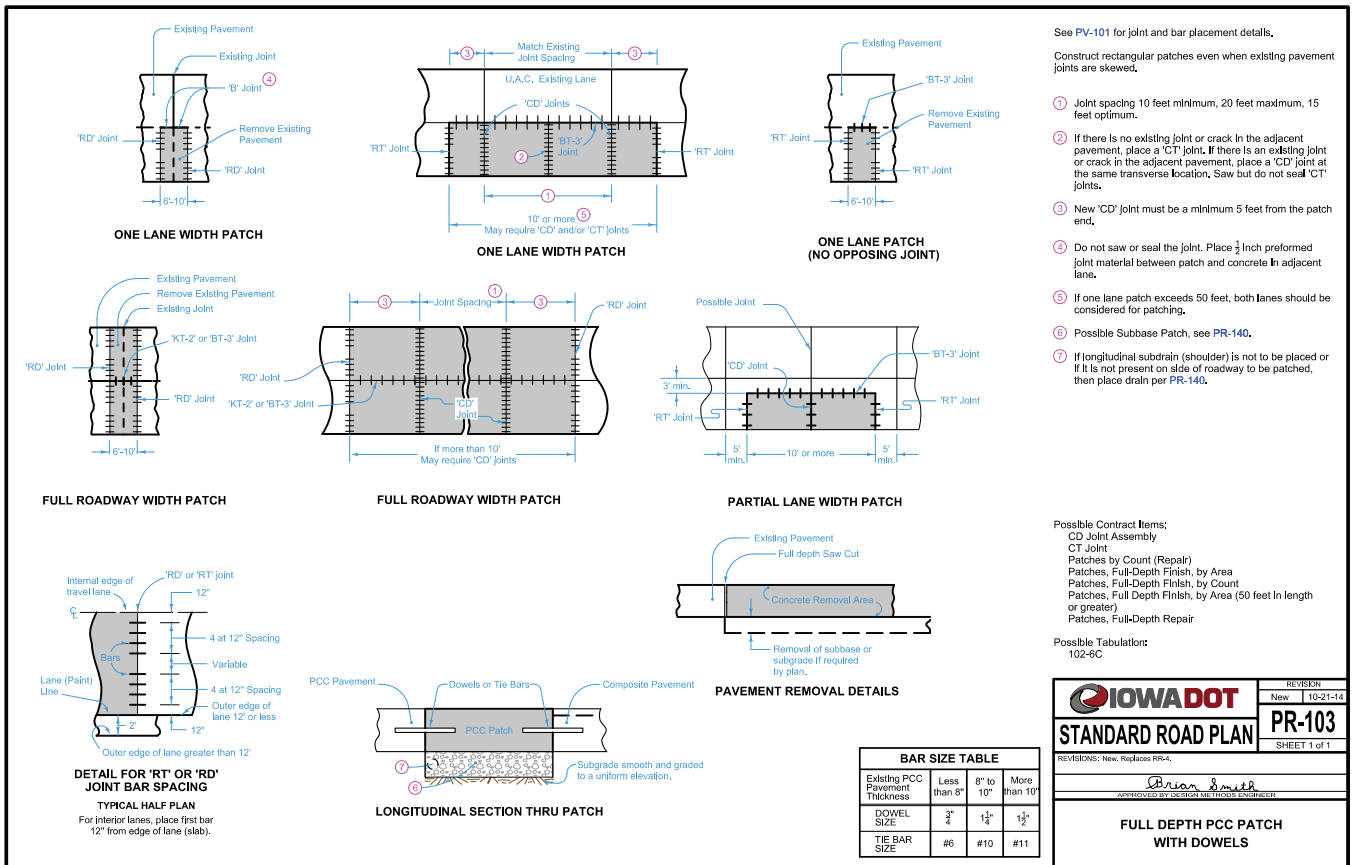 Existing Pavement
Existing Joint
'B' Joint
4
'RD' Joint
Remove Existing
Pavement
'RD' Joint
6'-10'
ONE LANE WIDTH PATCH
3
Match Existing
Joint Spacing
3
U.A.C. Existing Lane
'CD' Joints
'RT' Joint
'BT-3'
Joint
2
'RT' Joint
1
10' or more
5
May require 'CD' and/or 'CT' joints
ONE LANE WIDTH PATCH
Existing Pavement
'BT-3' Joint
Remove Existing
Pavement
'RT' Joint
'RT' Joint
6'-10'
ONE LANE PATCH
(NO OPPOSING JOINT)
Existing Pavement
Remove Existing Pavement
Existing Joint
'KT-2' or 'BT-3' Joint
'RD' Joint
'RD' Joint
6'-10'
FULL ROADWAY WIDTH PATCH
3
Joint Spacing
1
3
'RD' Joint
'RD' Joint
'KT-2' or 'BT-3' Joint
'CD'
Joint
If more than 10'
May require 'CD' joints
FULL ROADWAY WIDTH PATCH
Possible Joint
'BT-3' Joint
'CD'
Joint
3' min.
'RT' Joint
'RT'
Joint
5'
min.
10' or more
5'
min.
PARTIAL LANE WIDTH PATCH
Internal edge of
travel lane
'RD' or 'RT' joint
12"
℄
4 at 12" Spacing
Bars
Variable
Lane (Paint)
Line
4 at 12" Spacing
Outer edge of
lane 12' or less
2'
12"
Outer edge of lane greater than 12'
DETAIL FOR 'RT' OR 'RD'
JOINT BAR SPACING
TYPICAL HALF PLAN
For interior lanes, place first bar
12" from edge of lane (slab).
PCC Pavement
Dowels or Tie Bars
Composite Pavement
PCC Patch
7
6
Subgrade smooth and graded
to a uniform elevation.
LONGITUDINAL SECTION THRU PATCH
Existing Pavement
Full depth Saw Cut
Concrete Removal Area
Removal of subbase or
subgrade if required
by plan.
PAVEMENT REMOVAL DETAILS
See PV-101 for joint and bar placement details.
Construct rectangular patches even when existing pavement
joints are skewed.
1 Joint spacing 10 feet minimum, 20 feet maximum, 15
feet optimum.
2 If there is no existing joint or crack in the adjacent
pavement, place a 'CT' joint. If there is an existing joint
or crack in the adjacent pavement, place a 'CD' joint at
the same transverse location. Saw but do not seal 'CT'
joints.
3 New 'CD' joint must be a minimum 5 feet from the patch
end.
4 Do not saw or seal the joint. Place 1/2 inch preformed
joint material between patch and concrete in adjacent
lane.
5 If one lane patch exceeds 50 feet, both lanes should be
considered for patching.
6 Possible Subbase Patch, see PR-140.
7 If longitudinal subdrain (shoulder) is not to be placed or
if it is not present on side of roadway to be patched,
then place drain per PR-140.
Possible Contract Items:
CD Joint Assembly
CT Joint
Patches by Count (Repair)
Patches, Full-Depth Finish, by Area
Patches, Full-Depth Finish, by Count
Patches, Full Depth Finish, by Area (50 feet in length
or greater)
Patches, Full-Depth Repair
Possible Tabulation:
102-6C
BAR SIZE TABLE
Existing PCC
Pavement
Thickness
Less
than 8"
8" to
10"
More
than 10"
DOWEL
SIZE
3/4"
1 1/4"
1 1/2"
TIE BAR
SIZE
#6
#10
#11
IOWADOT
STANDARD ROAD PLAN
REVISION
New 10-21-14
PR-103
SHEET 1 of 1
REVISIONS: New. Replaces RR-4.
Brian Smith
APPROVED BY DESIGN METHODS ENGINEER
FULL DEPTH PCC PATCH
WITH DOWELS